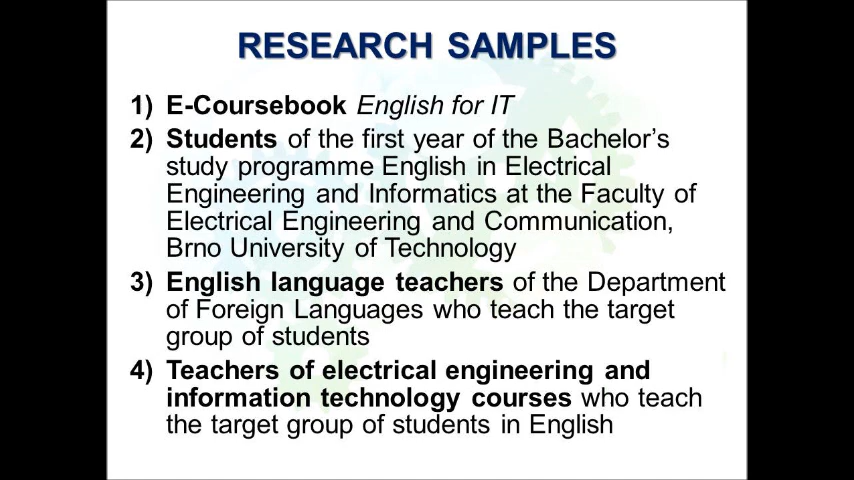 RESEARCH SAMPLES
1) E-Coursebook English for IT
2) Students of the first year of the Bachelor's
study programme English in Electrical
Engineering and Informatics at the Faculty of
Electrical Engineering and Communication,
Brno University of Technology
3) English language teachers of the Department
of Foreign Languages who teach the target
group of students
4) Teachers of electrical engineering and
information technology courses who teach
the target group of students in English